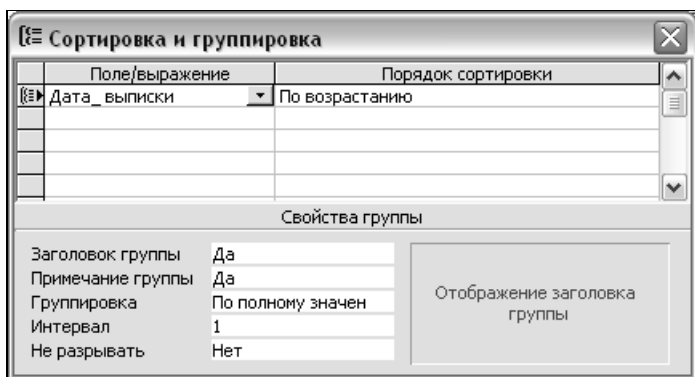 Сортировка и группировка
Поле/выражение Порядок сортировки
Дата_ выписки По возрастанию
Свойства группы
Заголовок группы Да
Примечание группы Да
Группировка По полному значен
Интервал 1
Не разрывать Нет
Отображение заголовка
группы